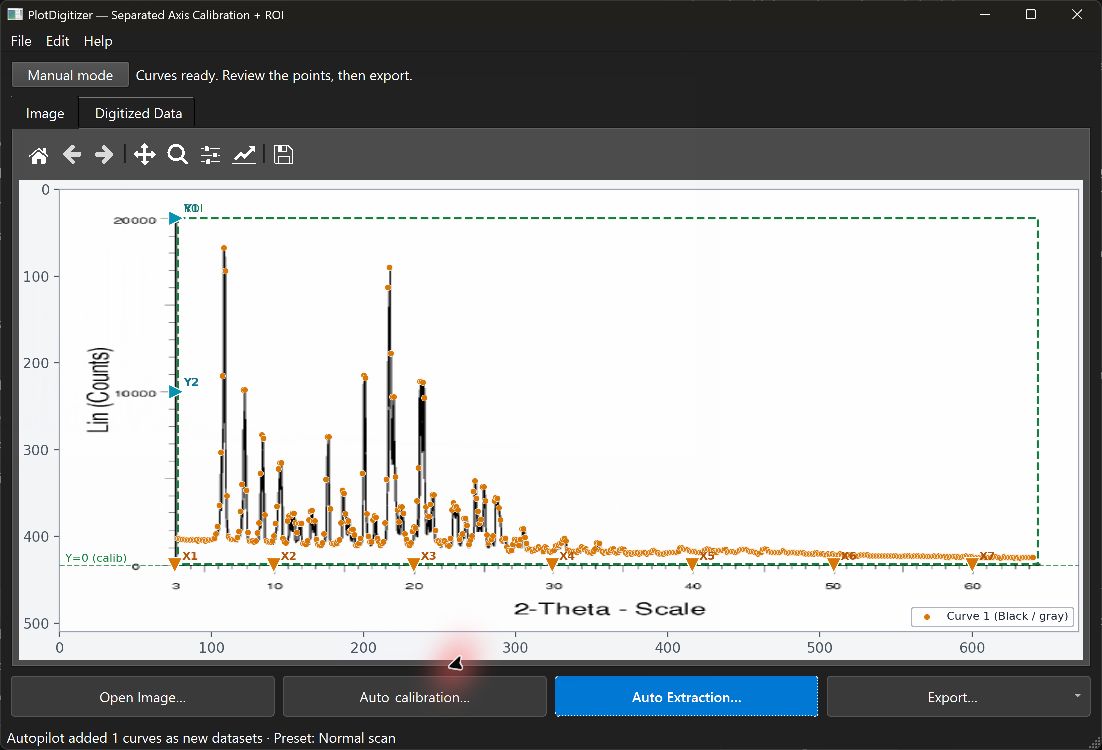 PlotDigitizer — Separated Axis Calibration + ROI
File Edit Help
Manual mode Curves ready. Review the points, then export.
Image Digitized Data
0
100
200
300
400
500
20000
10000
0
Lin (Counts)
Y1
Y2
Y=0 (calib)
X1 X2 X3 X4 X5 X6 X7
3 10 20 30 40 50 60
2-Theta - Scale
Curve 1 (Black / gray)
0 100 200 300 400 500 600
Open Image... Auto calibration... Auto Extraction... Export...
Autopilot added 1 curves as new datasets · Preset: Normal scan